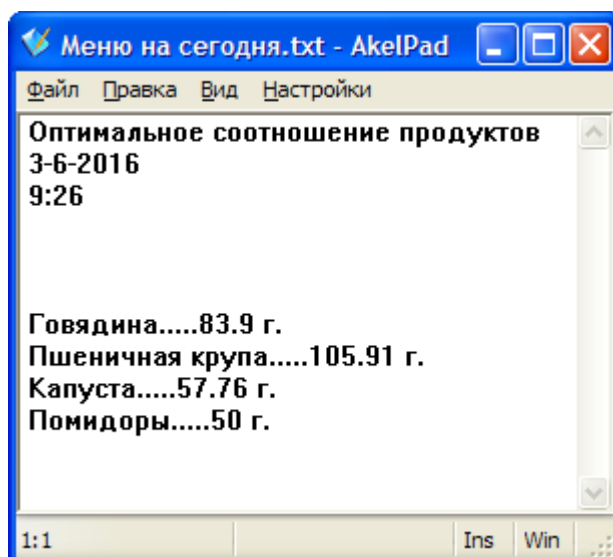 Меню на сегодня.txt - AkelPad
Файл Правка Вид Настройки
Оптимальное соотношение продуктов
3-6-2016
9:26
Говядина.....83.9 г.
Пшеничная крупа.....105.91 г.
Капуста.....57.76 г.
Помидоры.....50 г.
1:1 Ins Win